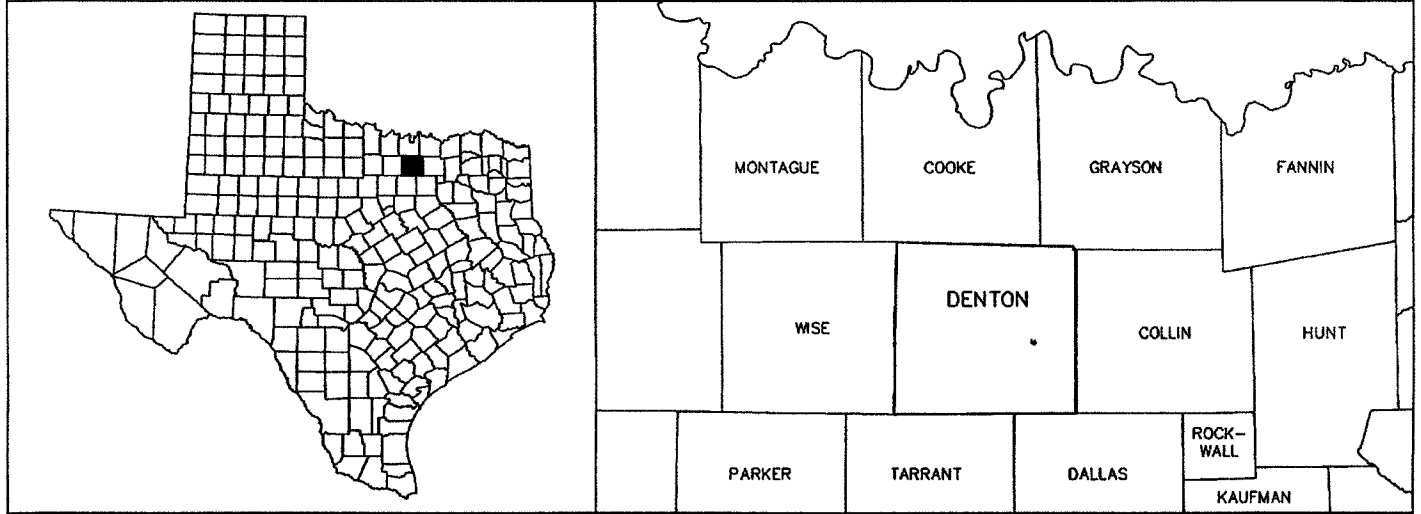 MONTAGUE
COOKE
GRAYSON
FANNIN
DENTON
WISE
COLLIN
HUNT
ROCK–
WALL
PARKER
TARRANT
DALLAS
KAUFMAN